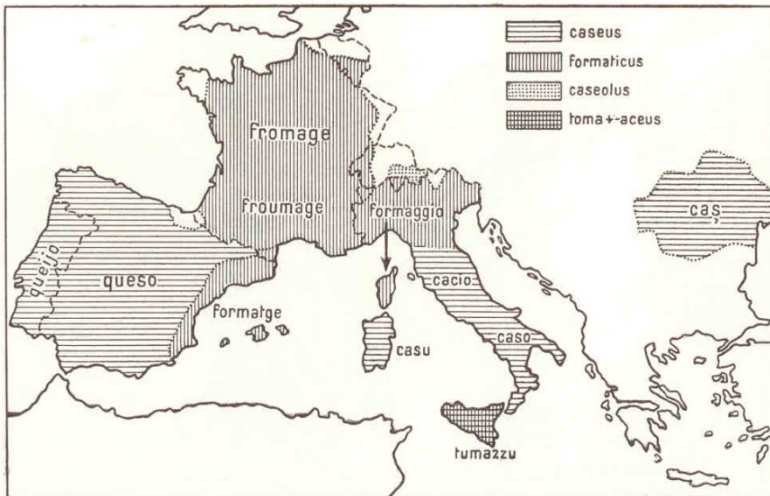 caseus
formaticus
caseolus
toma+-aceus
fromage
froumage
formaggio
caș
queijo
queso
cacio
formatge
casu
caso
tumazzu